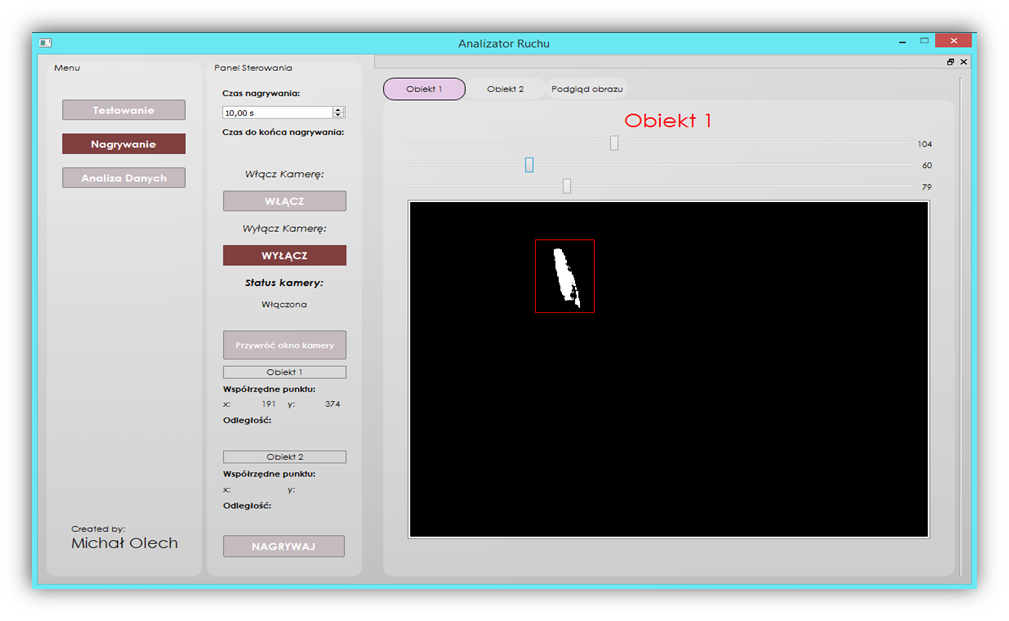 Analizator Ruchu
Menu
Testowanie
Nagrywanie
Analiza Danych
Created by:
Michał Olech
Panel Sterowania
Czas nagrywania:
10,00 s
Czas do końca nagrywania:
Włącz Kamerę:
WŁĄCZ
Wyłącz Kamerę:
WYŁĄCZ
Status kamery:
Włączona
Przywróć okno kamery
Obiekt 1
Współrzędne punktu:
x: 191 y: 374
Odległość:
Obiekt 2
Współrzędne punktu:
x: y:
Odległość:
NAGRYWAJ
Obiekt 1 Obiekt 2 Podgląd obrazu
Obiekt 1
104
60
79